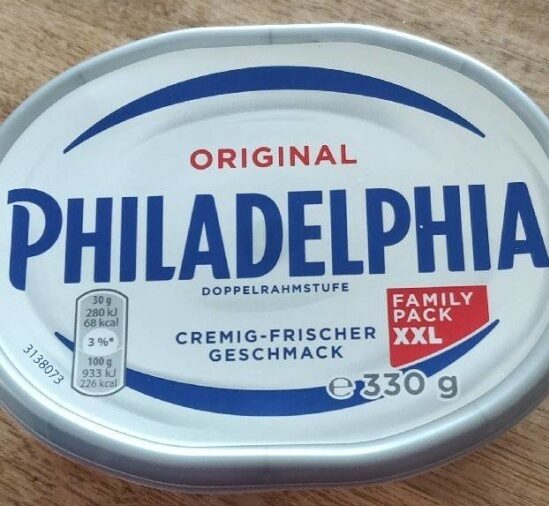 ORIGINAL
PHILADELPHIA
DOPPELRAHMSTUFE
FAMILY
PACK
XXL
CREMIG-FRISCHER
GESCHMACK
30 g
280 kJ
68 kcal
3 %*
100 g
933 kJ
226 kcal
3138073
e 330 g